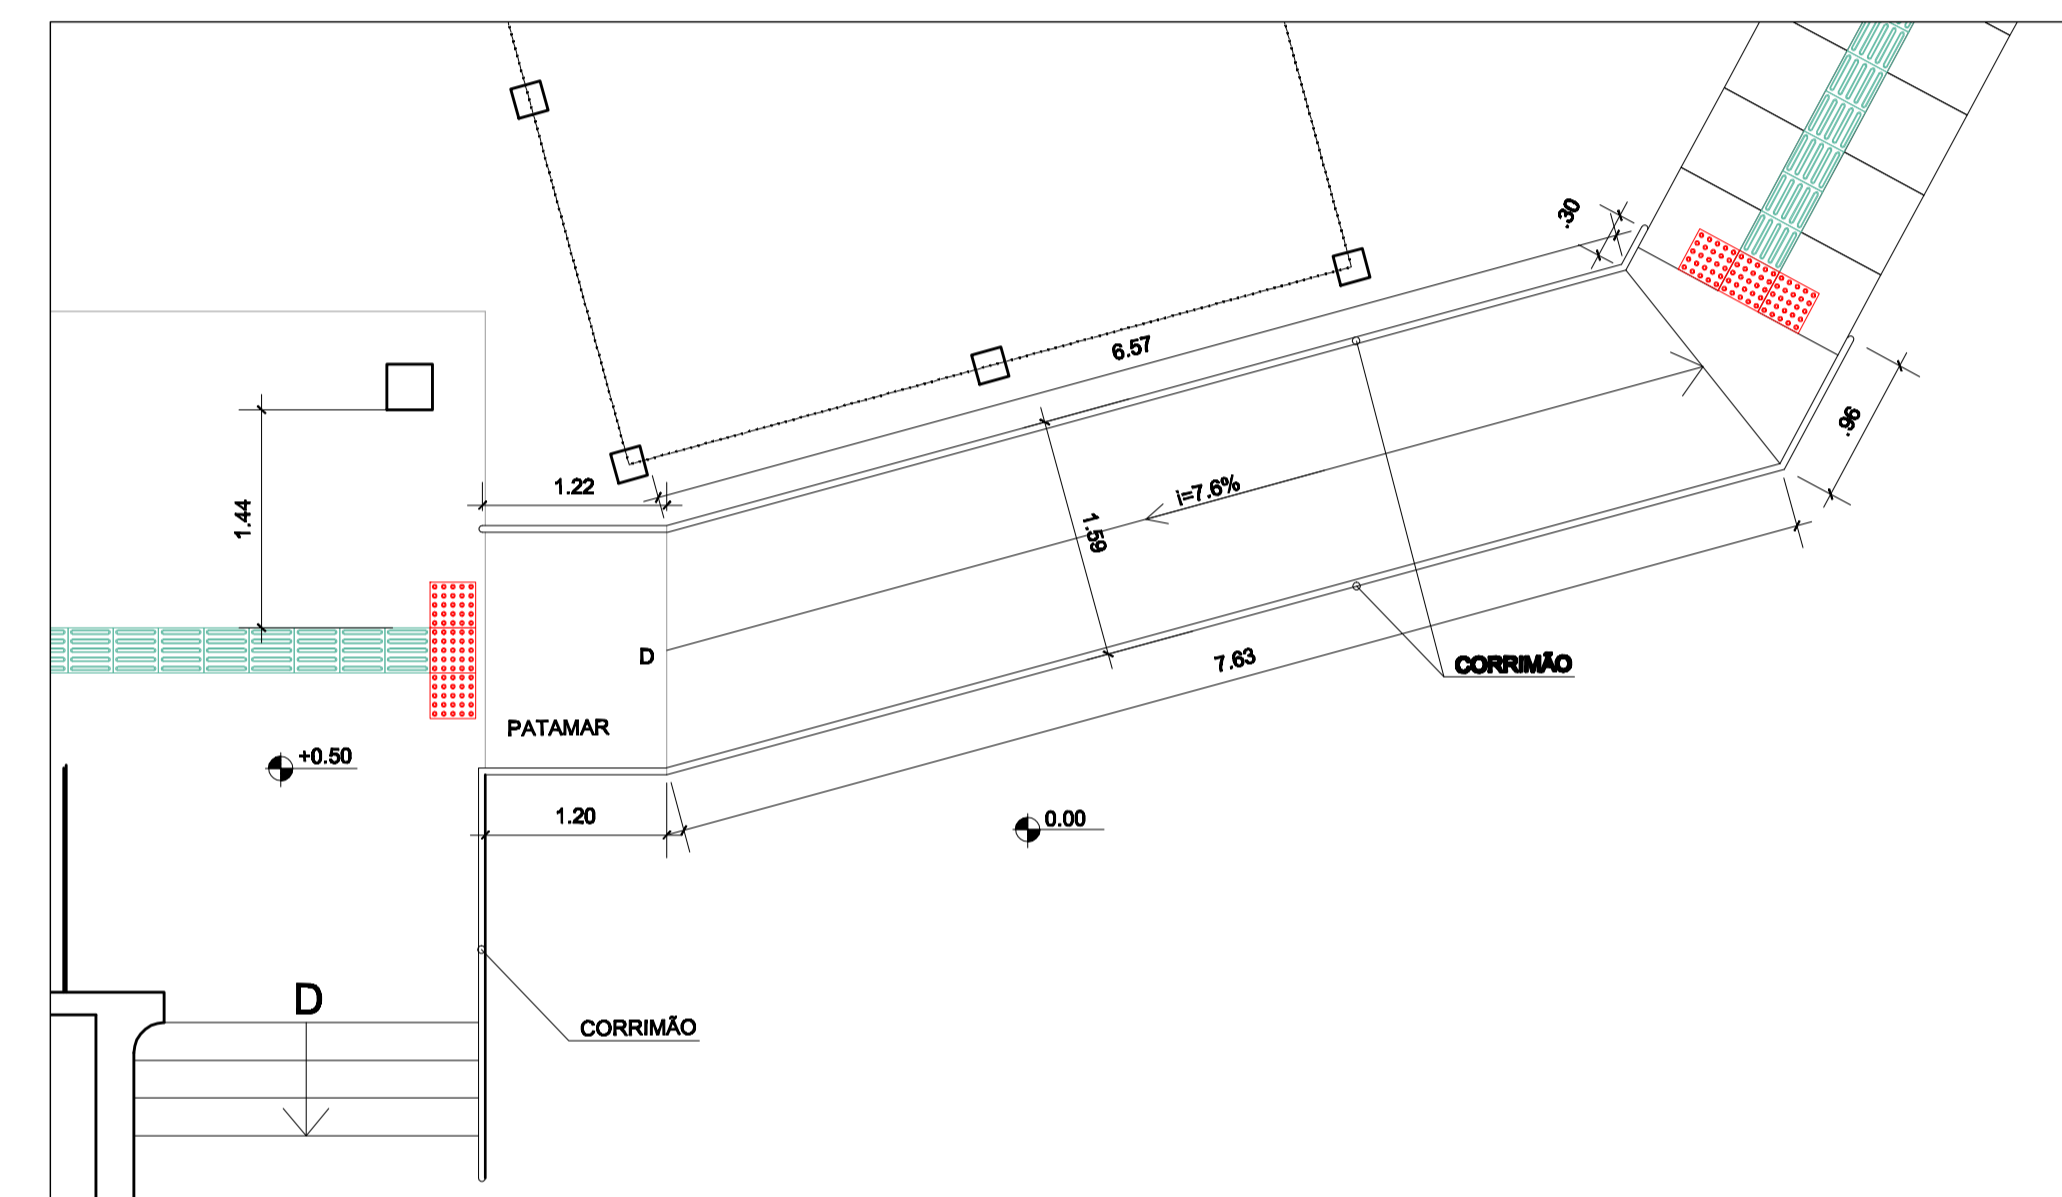 .30
6.57
.96
1.22
i=7.6%
1.44
1.59
D
7.63
CORRIMÃO
PATAMAR
+0.50
1.20
0.00
D
CORRIMÃO